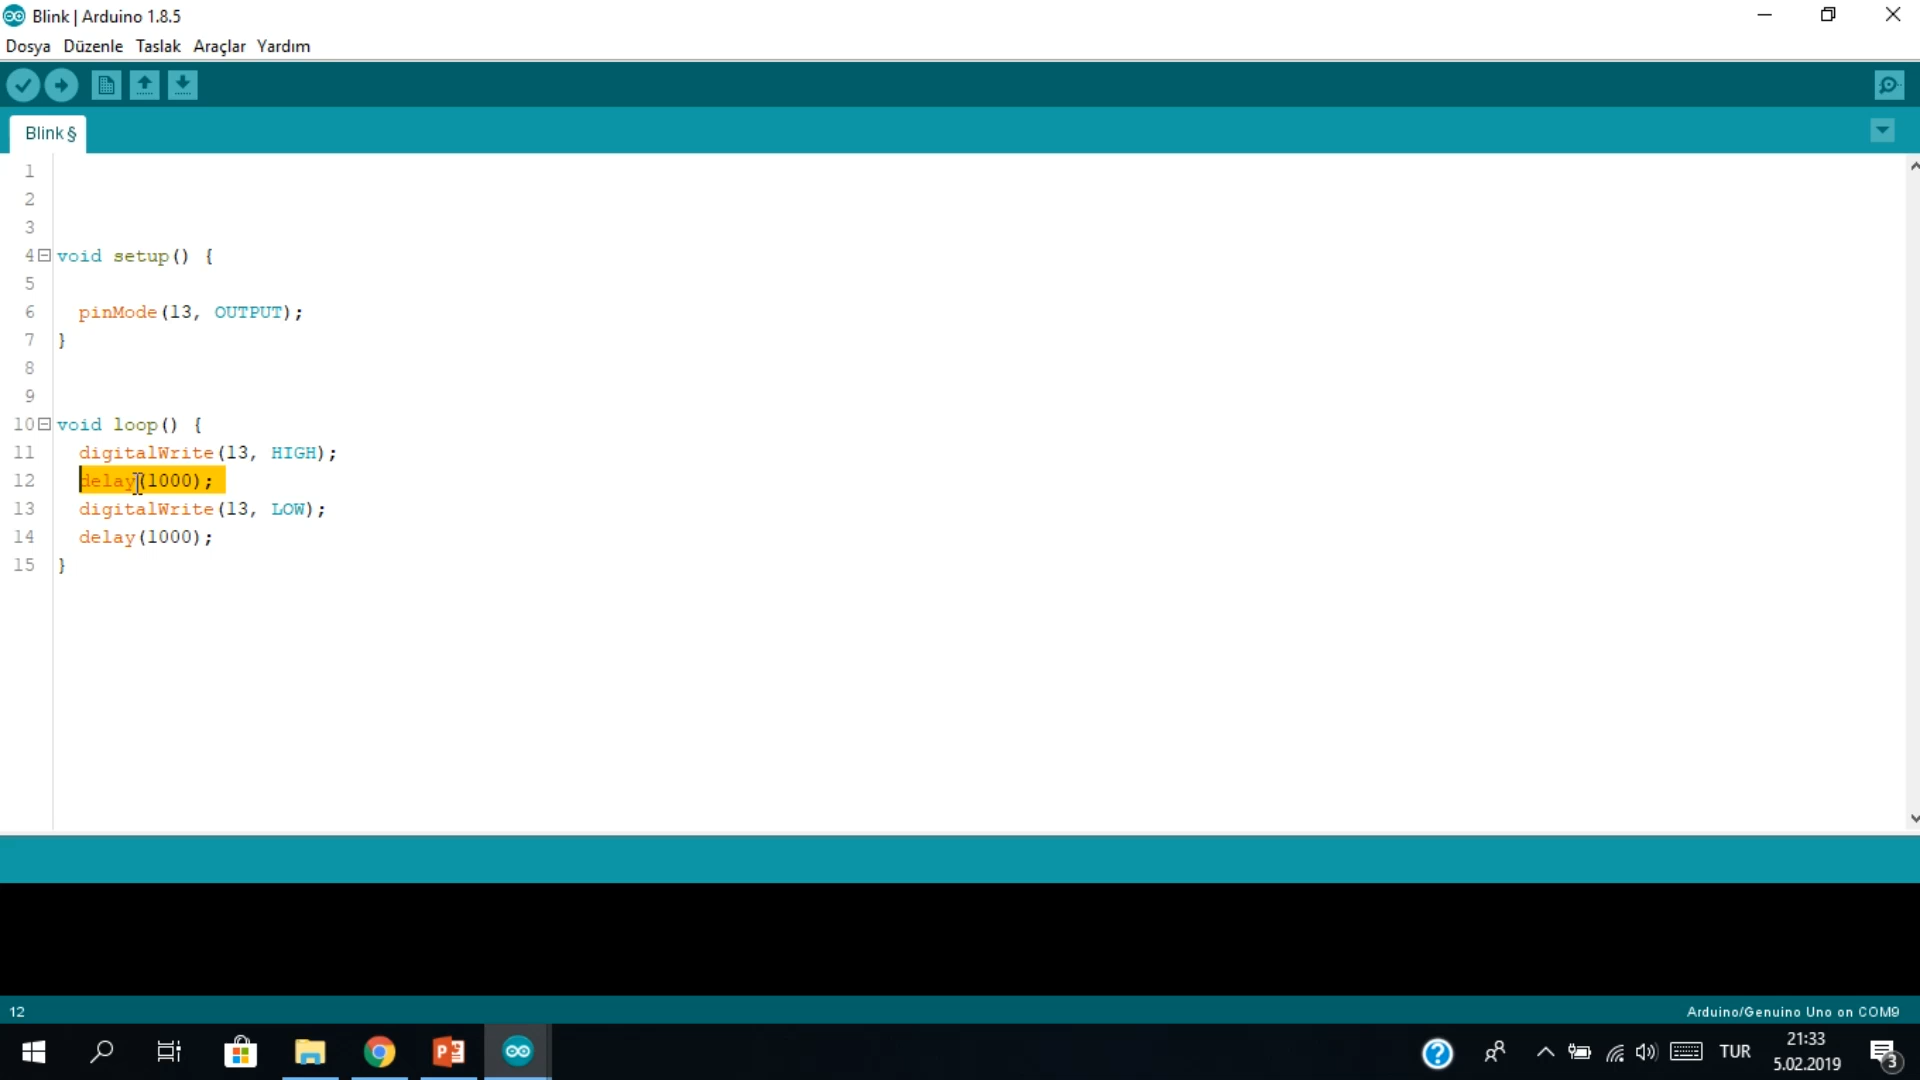 Blink | Arduino 1.8.5
Dosya Düzenle Taslak Araçlar Yardım
Blink §
1
2
3
4 void setup() {
5
6 pinMode(13, OUTPUT);
7 }
8
9
10 void loop() {
11 digitalWrite(13, HIGH);
12 delay(1000);
13 digitalWrite(13, LOW);
14 delay(1000);
15 }
12 Arduino/Genuino Uno on COM9
TUR
21:33
5.02.2019
3